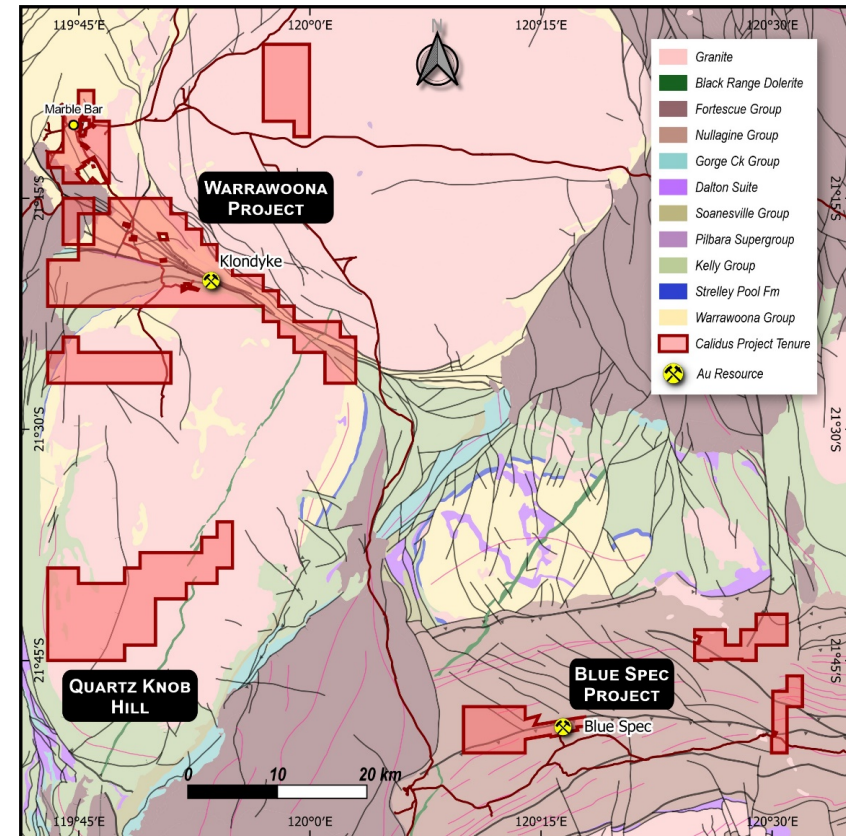 119°45'E
120°0'E
120°15'E
120°30'E
N
Granite
Black Range Dolerite
Fortescue Group
Nullagine Group
Gorge Ck Group
Dalton Suite
Soanesville Group
Pilbara Supergroup
Kelly Group
Strelley Pool Fm
Warrawoona Group
Calidus Project Tenure
Au Resource
Marble Bar
21°15'S
21°15'S
WARRAWOONA
PROJECT
Klondyke
21°30'S
21°30'S
21°45'S
21°45'S
QUARTZ KNOB
HILL
BLUE SPEC
PROJECT
Blue Spec
0 10 20 km
119°45'E
120°0'E
120°15'E
120°30'E